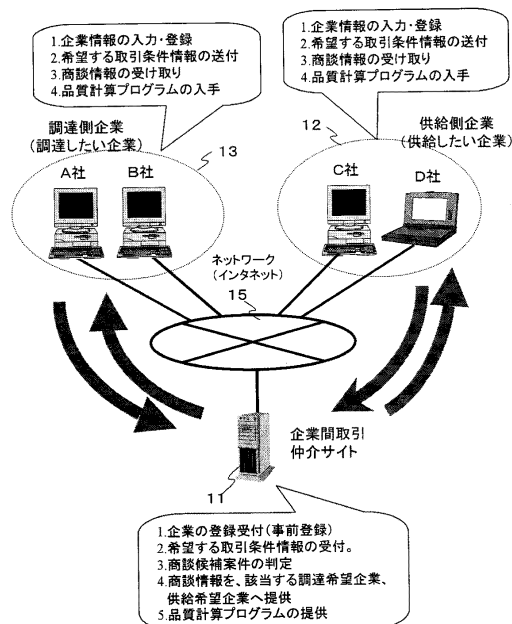 1.企業情報の入力・登録
2.希望する取引条件情報の送付
3.商談情報の受け取り
4.品質計算プログラムの入手
1.企業情報の入力・登録
2.希望する取引条件情報の送付
3.商談情報の受け取り
4.品質計算プログラムの入手
調達側企業
(調達したい企業)
13
A社
B社
12
供給側企業
(供給したい企業)
C社
D社
ネットワーク
(インタネット)
15
企業間取引
仲介サイト
11
1.企業の登録受付(事前登録)
2.希望する取引条件情報の受付。
3.商談候補案件の判定
4.商談情報を、該当する調達希望企業、
供給希望企業へ提供
5.品質計算プログラムの提供